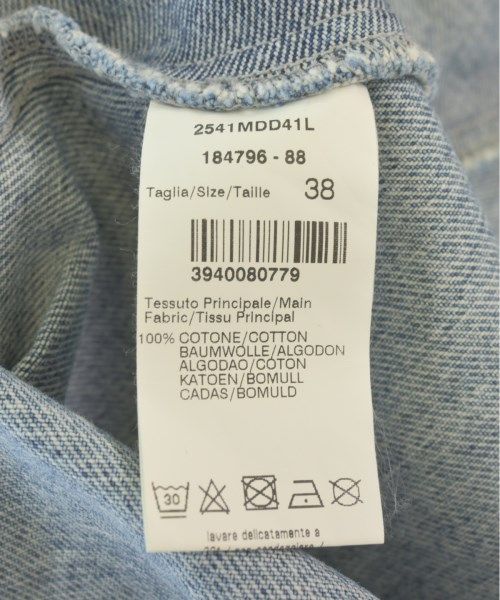 2541MDD41L
184796 - 88
Taglia/Size/Taille 38
3940080779
Tessuto Principale/Main
Fabric/Tissu Principal
100% COTONE/COTTON
BAUMWOLLE/ALGODON
ALGODAO/COTON
KATOEN/BOMULL
CADAS/BOMULD
30
lavare delicatamente a